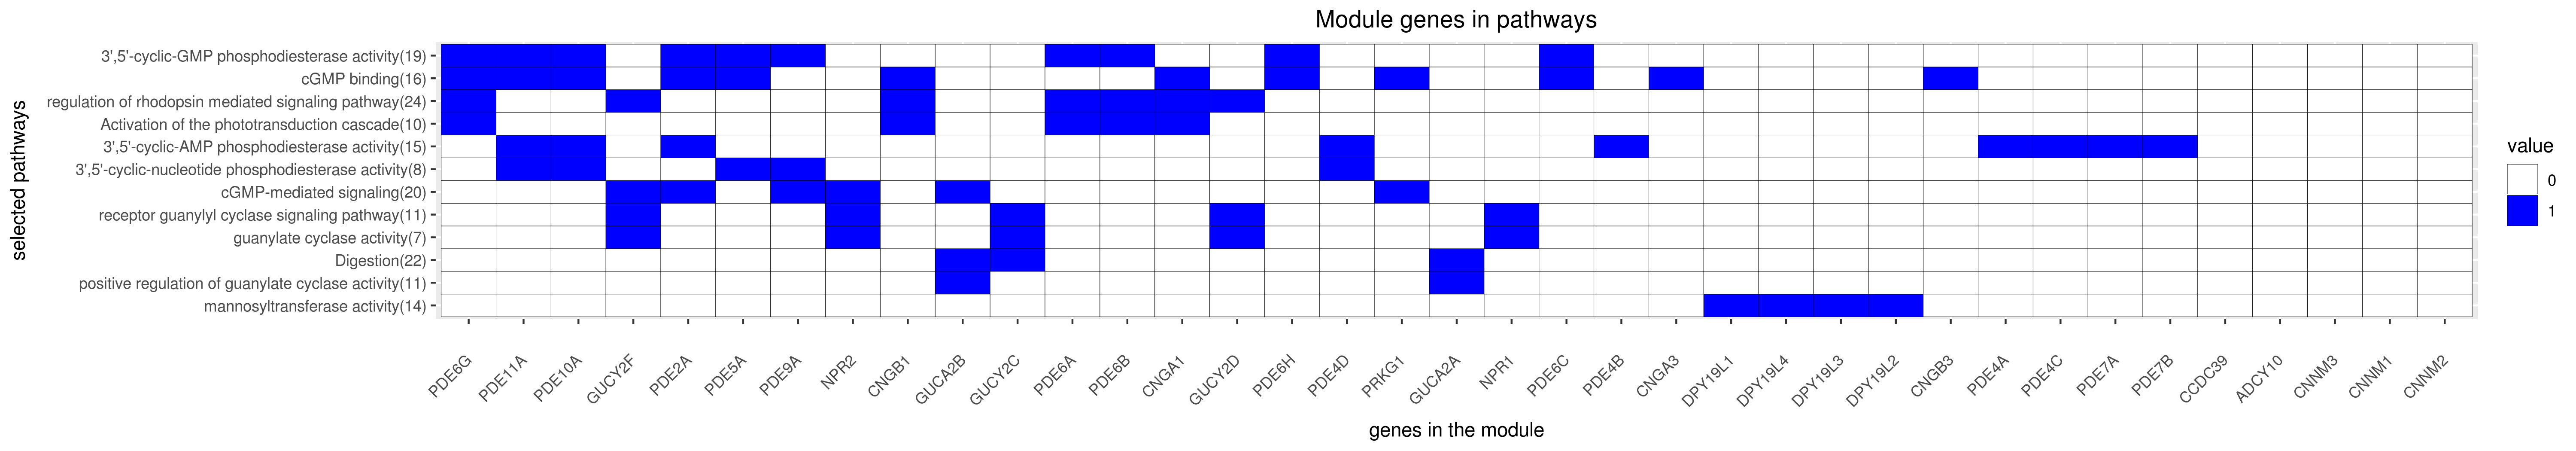 Module genes in pathways
selected pathways
3',5'-cyclic-GMP phosphodiesterase activity(19)
cGMP binding(16)
regulation of rhodopsin mediated signaling pathway(24)
Activation of the phototransduction cascade(10)
3',5'-cyclic-AMP phosphodiesterase activity(15)
3',5'-cyclic-nucleotide phosphodiesterase activity(8)
cGMP-mediated signaling(20)
receptor guanylyl cyclase signaling pathway(11)
guanylate cyclase activity(7)
Digestion(22)
positive regulation of guanylate cyclase activity(11)
mannosyltransferase activity(14)
PDE6G
PDE11A
PDE10A
GUCY2F
PDE2A
PDE5A
PDE9A
NPR2
CNGB1
GUCA2B
GUCY2C
PDE6A
PDE6B
CNGA1
GUCY2D
PDE6H
PDE4D
PRKG1
GUCA2A
NPR1
PDE6C
PDE4B
CNGA3
DPY19L1
DPY19L4
DPY19L3
DPY19L2
CNGB3
PDE4A
PDE4C
PDE7A
PDE7B
CCDC39
ADCY10
CNNM3
CNNM1
CNNM2
genes in the module
value
0
1